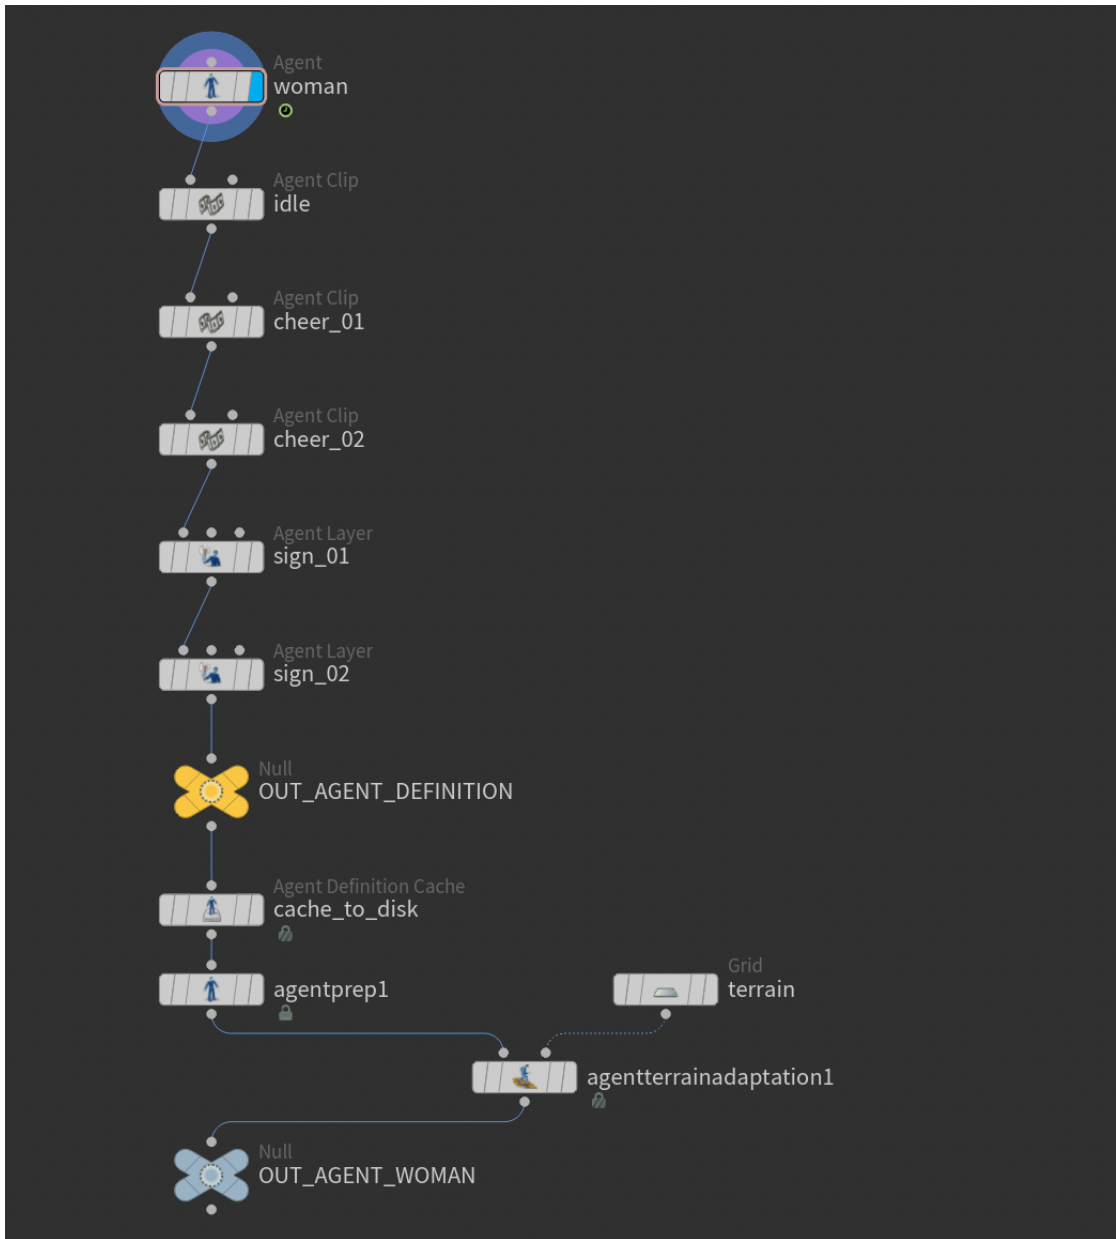 Agent
woman
Agent Clip
idle
Agent Clip
cheer_01
Agent Clip
cheer_02
Agent Layer
sign_01
Agent Layer
sign_02
Null
OUT_AGENT_DEFINITION
Agent Definition Cache
cache_to_disk
agentprep1
Grid
terrain
agentterrainadaptation1
Null
OUT_AGENT_WOMAN